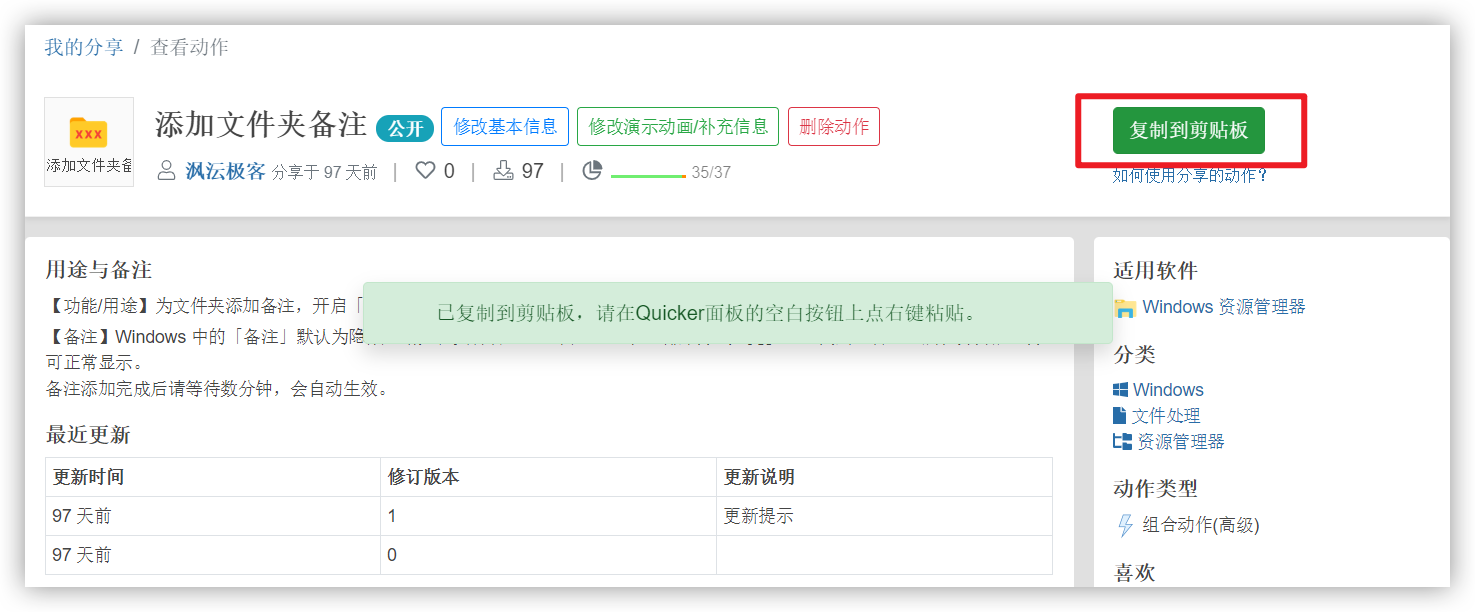 我的分享 / 查看动作
xxx
添加文件夹备
添加文件夹备注 公开 修改基本信息 修改演示动画/补充信息 删除动作
沨沄极客 分享于 97 天前 | 0 | 97 | 35/37
复制到剪贴板
如何使用分享的动作?
用途与备注
【功能/用途】为文件夹添加备注，开启「
已复制到剪贴板，请在Quicker面板的空白按钮上点右键粘贴。
【备注】Windows 中的「备注」默认为隐
可正常显示。
备注添加完成后请等待数分钟，会自动生效。
最近更新
更新时间 修订版本 更新说明
97 天前 1 更新提示
97 天前 0
适用软件
Windows 资源管理器
分类
Windows
文件处理
资源管理器
动作类型
组合动作(高级)
喜欢